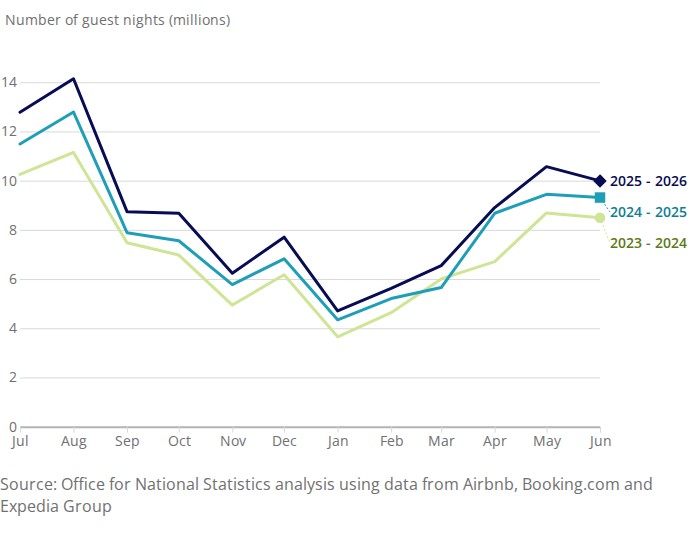 Number of guest nights (millions)
14
12
10
8
6
4
2
0
Jul Aug Sep Oct Nov Dec Jan Feb Mar Apr May Jun
2025 - 2026
2024 - 2025
2023 - 2024
Source: Office for National Statistics analysis using data from Airbnb, Booking.com and
Expedia Group